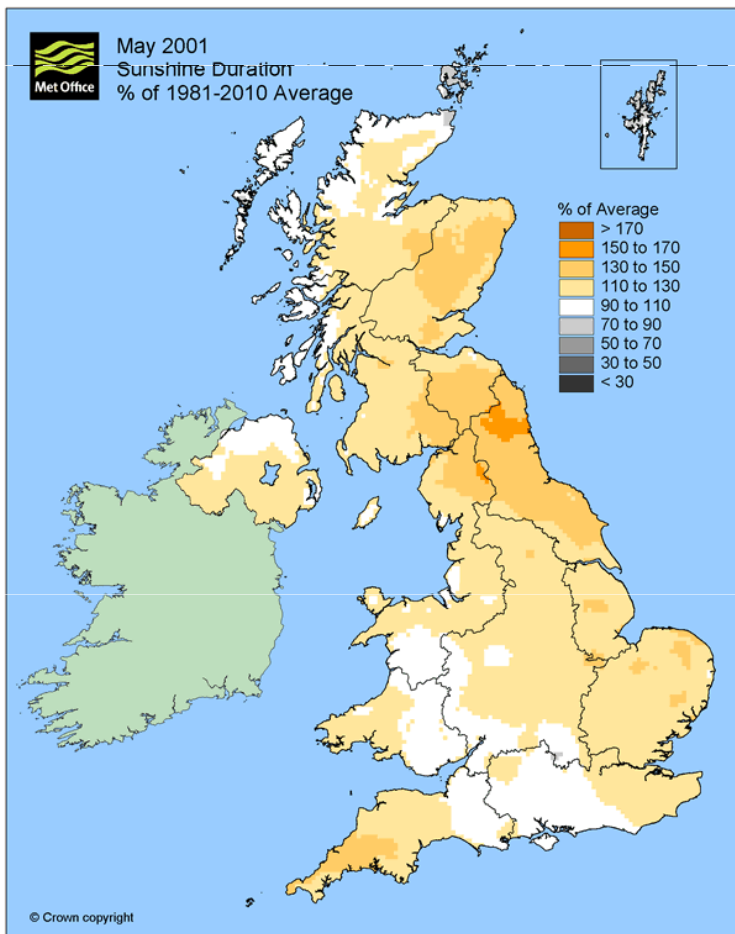 May 2001
Sunshine Duration
% of 1981-2010 Average
Met Office
% of Average
> 170
150 to 170
130 to 150
110 to 130
90 to 110
70 to 90
50 to 70
30 to 50
< 30
© Crown copyright